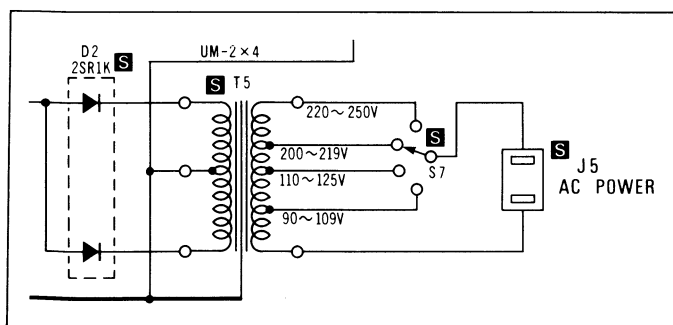 UM-2×4
D2
2SR1K S
S T5
220~250V
200~219V
110~125V
90~109V
S
S7
S
J5
AC POWER